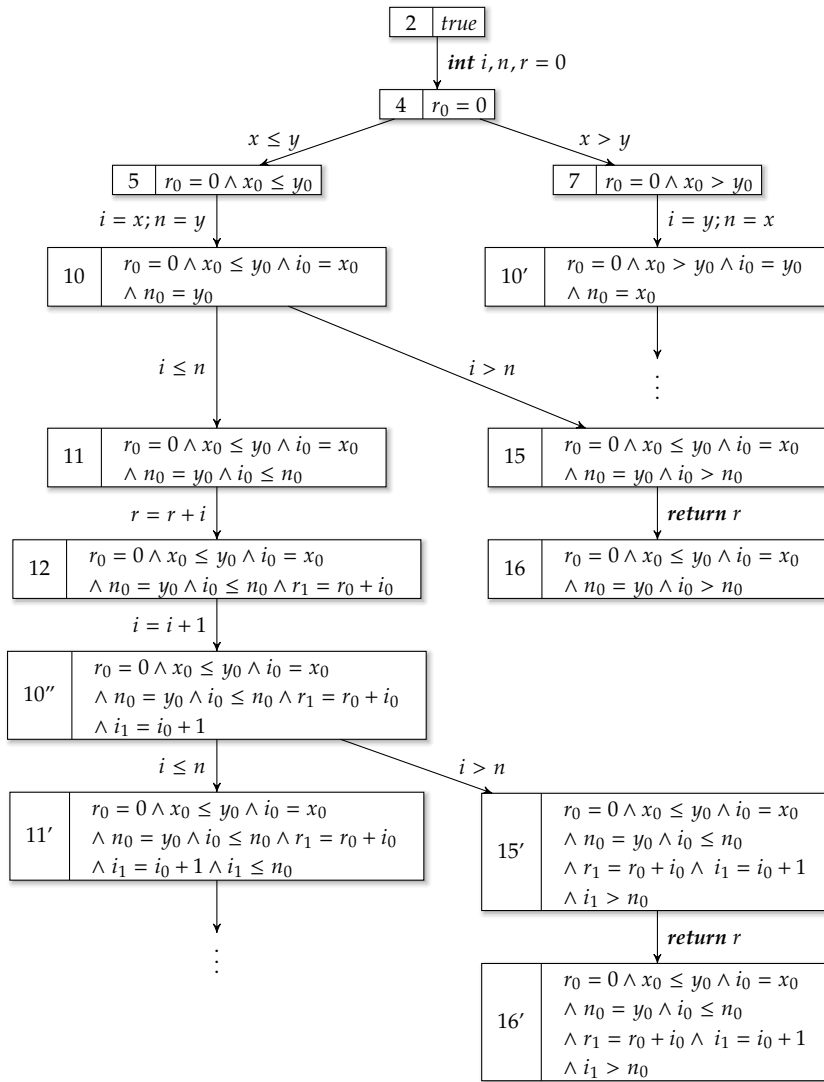 2 true
int i, n, r = 0
4 r₀ = 0
x ≤ y
x > y
5 r₀ = 0 ∧ x₀ ≤ y₀
7 r₀ = 0 ∧ x₀ > y₀
i = x; n = y
i = y; n = x
10 r₀ = 0 ∧ x₀ ≤ y₀ ∧ i₀ = x₀
∧ n₀ = y₀
10′ r₀ = 0 ∧ x₀ > y₀ ∧ i₀ = y₀
∧ n₀ = x₀
i ≤ n
i > n
⋮
11 r₀ = 0 ∧ x₀ ≤ y₀ ∧ i₀ = x₀
∧ n₀ = y₀ ∧ i₀ ≤ n₀
15 r₀ = 0 ∧ x₀ ≤ y₀ ∧ i₀ = x₀
∧ n₀ = y₀ ∧ i₀ > n₀
r = r + i
return r
12 r₀ = 0 ∧ x₀ ≤ y₀ ∧ i₀ = x₀
∧ n₀ = y₀ ∧ i₀ ≤ n₀ ∧ r₁ = r₀ + i₀
16 r₀ = 0 ∧ x₀ ≤ y₀ ∧ i₀ = x₀
∧ n₀ = y₀ ∧ i₀ > n₀
i = i + 1
10″ r₀ = 0 ∧ x₀ ≤ y₀ ∧ i₀ = x₀
∧ n₀ = y₀ ∧ i₀ ≤ n₀ ∧ r₁ = r₀ + i₀
∧ i₁ = i₀ + 1
i ≤ n
i > n
11′ r₀ = 0 ∧ x₀ ≤ y₀ ∧ i₀ = x₀
∧ n₀ = y₀ ∧ i₀ ≤ n₀ ∧ r₁ = r₀ + i₀
∧ i₁ = i₀ + 1 ∧ i₁ ≤ n₀
15′ r₀ = 0 ∧ x₀ ≤ y₀ ∧ i₀ = x₀
∧ n₀ = y₀ ∧ i₀ ≤ n₀
∧ r₁ = r₀ + i₀ ∧ i₁ = i₀ + 1
∧ i₁ > n₀
⋮
return r
16′ r₀ = 0 ∧ x₀ ≤ y₀ ∧ i₀ = x₀
∧ n₀ = y₀ ∧ i₀ ≤ n₀
∧ r₁ = r₀ + i₀ ∧ i₁ = i₀ + 1
∧ i₁ > n₀